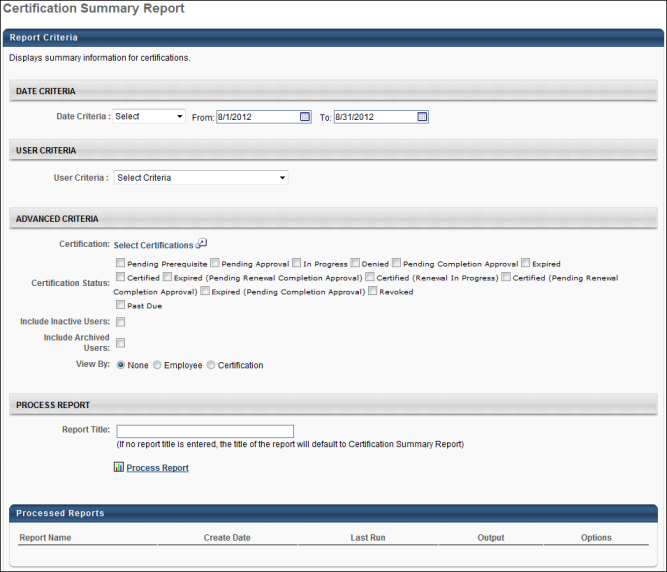 Certification Summary Report
Report Criteria
Displays summary information for certifications.
DATE CRITERIA
Date Criteria : Select From: 8/1/2012 To: 8/31/2012
USER CRITERIA
User Criteria : Select Criteria
ADVANCED CRITERIA
Certification: Select Certifications
Pending Prerequisite Pending Approval In Progress Denied Pending Completion Approval Expired
Certification Status: Certified Expired (Pending Renewal Completion Approval) Certified (Renewal In Progress) Certified (Pending Renewal
Completion Approval) Expired (Pending Completion Approval) Revoked
Past Due
Include Inactive Users:
Include Archived
Users:
View By: None Employee Certification
PROCESS REPORT
Report Title:
(If no report title is entered, the title of the report will default to Certification Summary Report)
Process Report
Processed Reports
Report Name Create Date Last Run Output Options